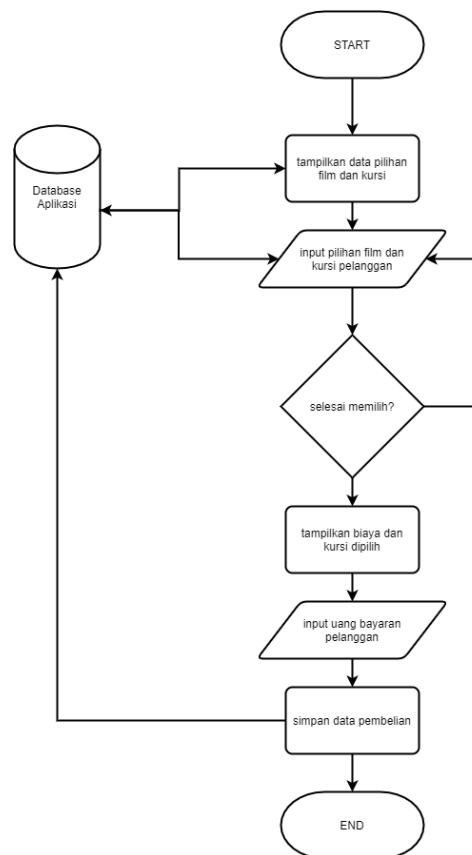 START
tampilkan data pilihan
film dan kursi
Database
Aplikasi
input pilihan film dan
kursi pelanggan
selesai memilih?
tampilkan biaya dan
kursi dipilih
input uang bayaran
pelanggan
simpan data pembelian
END